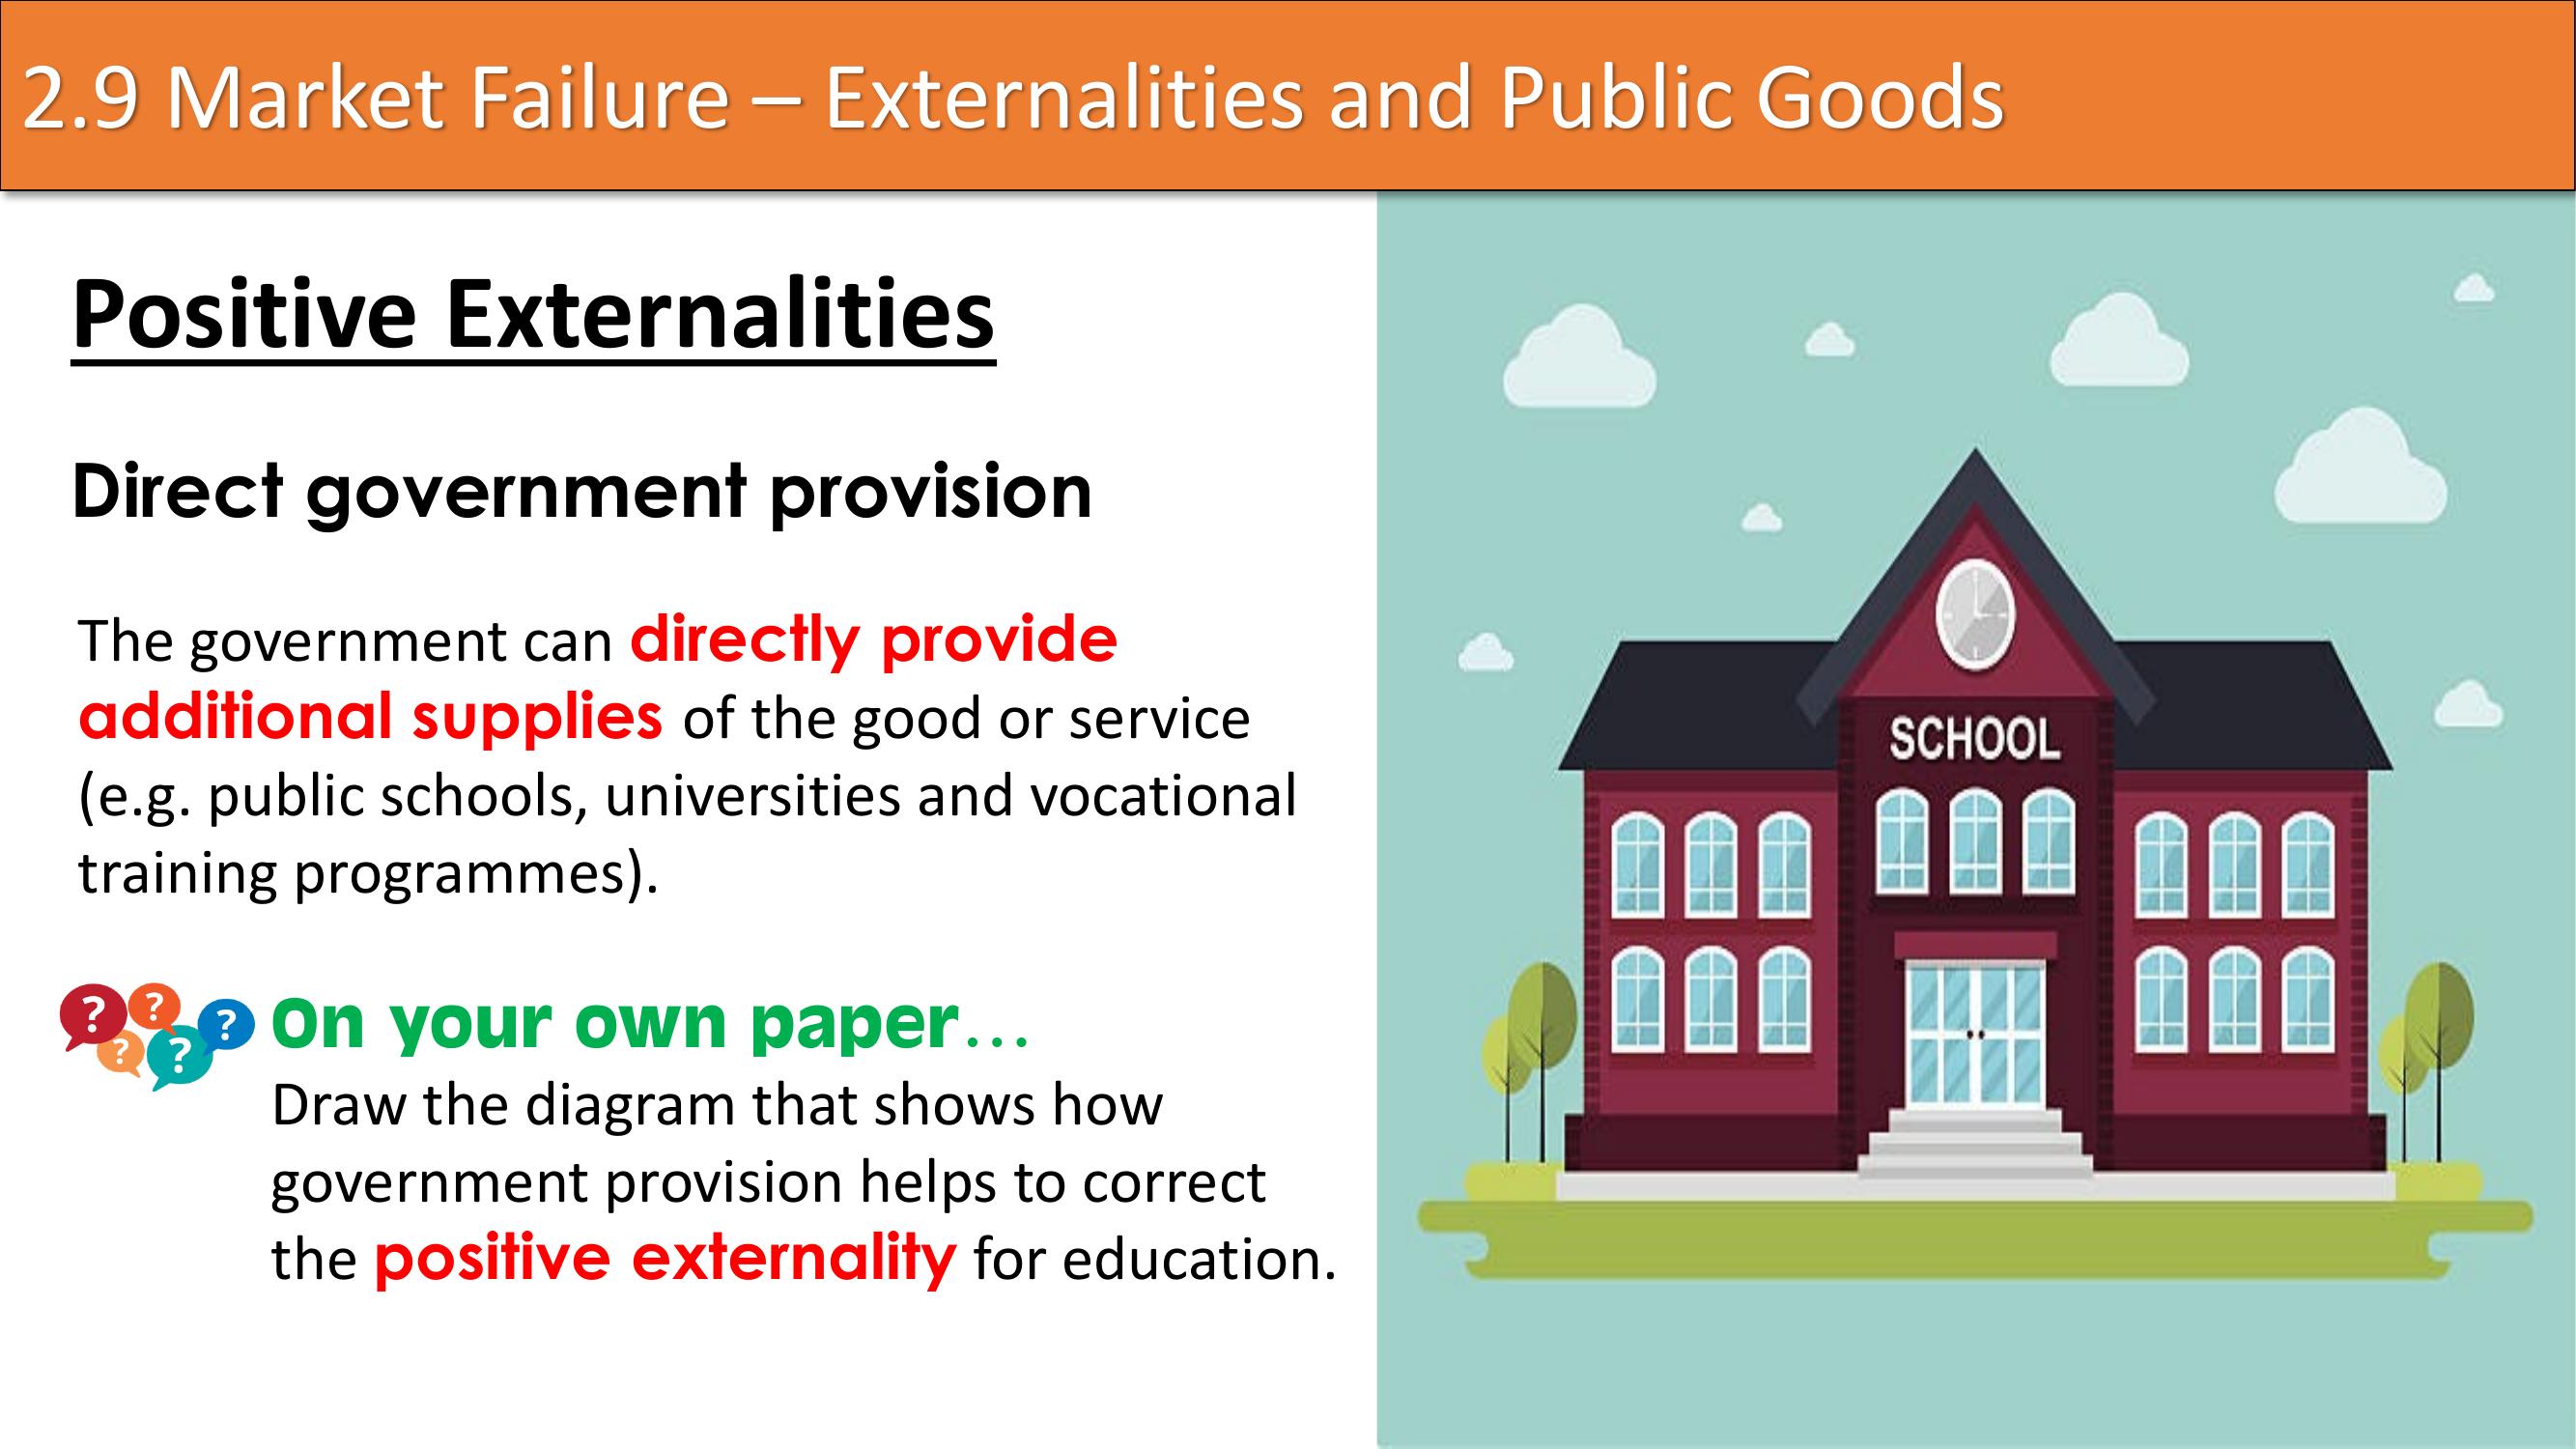 2.9 Market Failure – Externalities and Public Goods
Positive Externalities
Direct government provision
The government can directly provide
additional supplies of the good or service
(e.g. public schools, universities and vocational
training programmes).
? ? ? ? ?
On your own paper…
Draw the diagram that shows how
government provision helps to correct
the positive externality for education.
SCHOOL